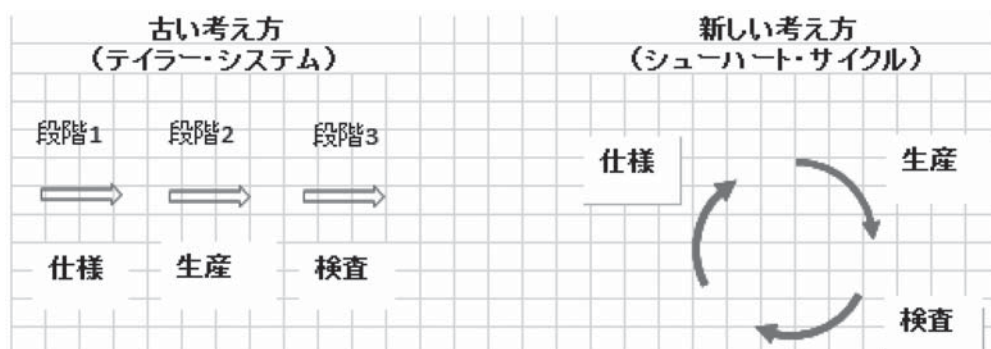 古い考え方
（テイラー・システム）
段階1
段階2
段階3
仕様
生産
検査
新しい考え方
（シューハート・サイクル）
仕様
生産
検査